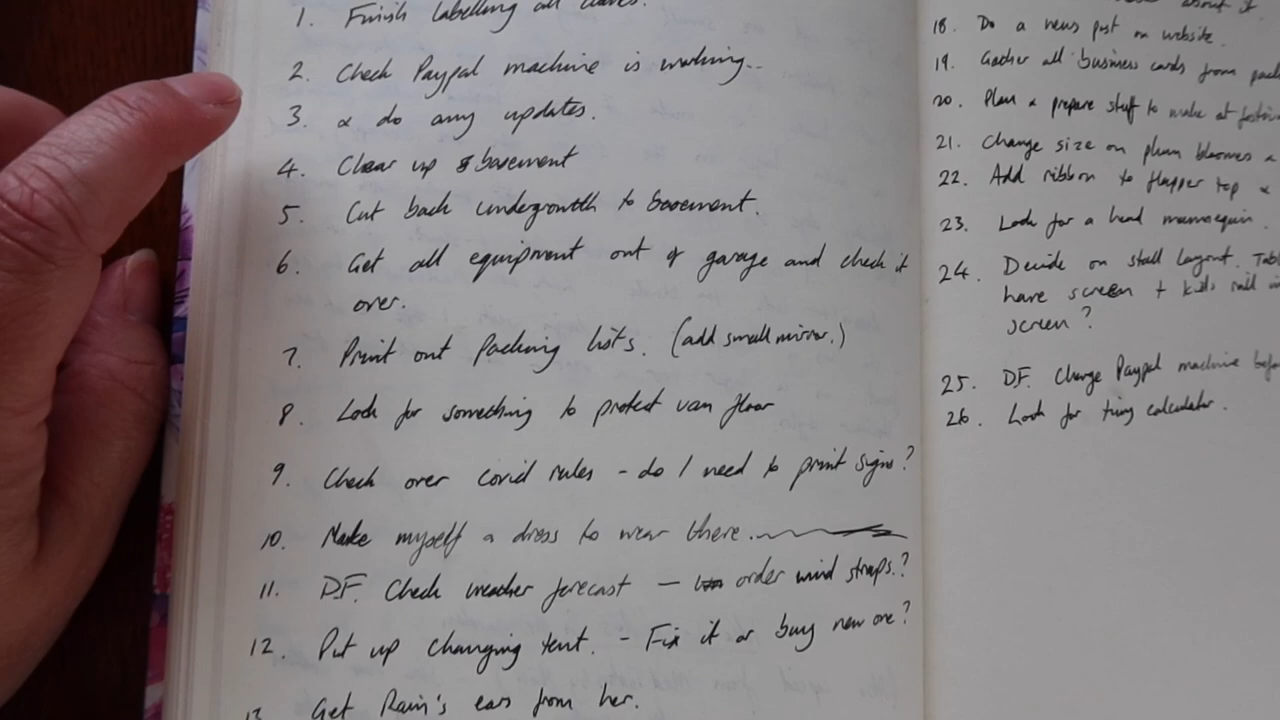 1. Finish labelling all
2. Check Paypal machine is working..
3. & do any updates.
4. Clear up basement
5. Cut back undergrowth to basement.
6. Get all equipment out of garage and check it
over.
7. Print out Packing lists. (add small mirror.)
8. Look for something to protect van floor
9. Check over covid rules - do I need to print signs?
10. Make myself a dress to wear there.
11. DF. Check weather forecast — order wind straps.?
12. Put up changing tent. - Fix it or buy new one?
13 Get Rain's ears from her.
about it
18. Do a news post on website.
19. Gather all business cards from
20. Plan & prepare stuff to make at
21. Change size on plum bloomers &
22. Add ribbon to flapper top &
23. Look for a head mannequin.
24. Decide on stall layout.
have screen + kids rail
screen?
25. DF. Charge Paypal machine
26. Look for tiny calculator.